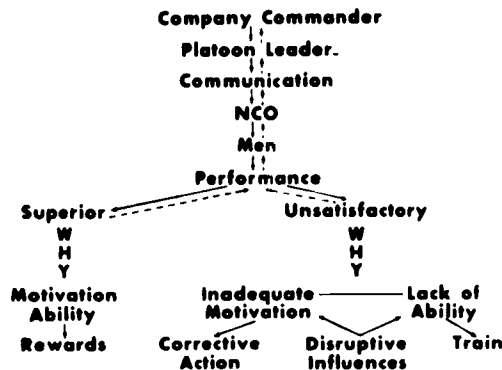 Company Commander
Platoon Leader
Communication
NCO
Men
Performance
Superior Unsatisfactory
W W
H H
Y Y
Motivation Inadequate Lack of
Ability Motivation Ability
Rewards Corrective Disruptive Train
Action Influences